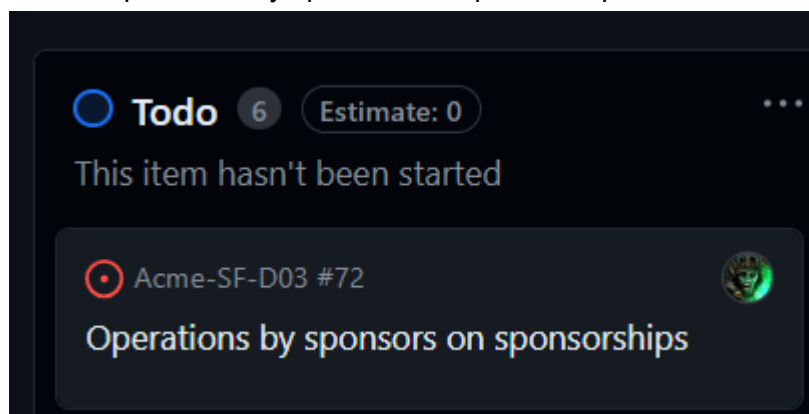 Todo 6 Estimate: 0
This item hasn't been started
Acme-SF-D03 #72
Operations by sponsors on sponsorships